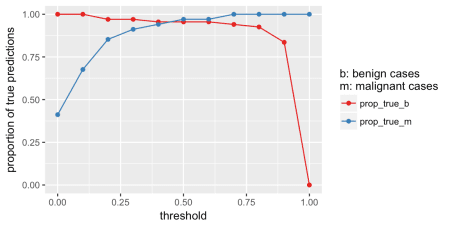 1.00
0.75
0.50
0.25
0.00
proportion of true predictions
0.00 0.25 0.50 0.75 1.00
threshold
b: benign cases
m: malignant cases
prop_true_b
prop_true_m